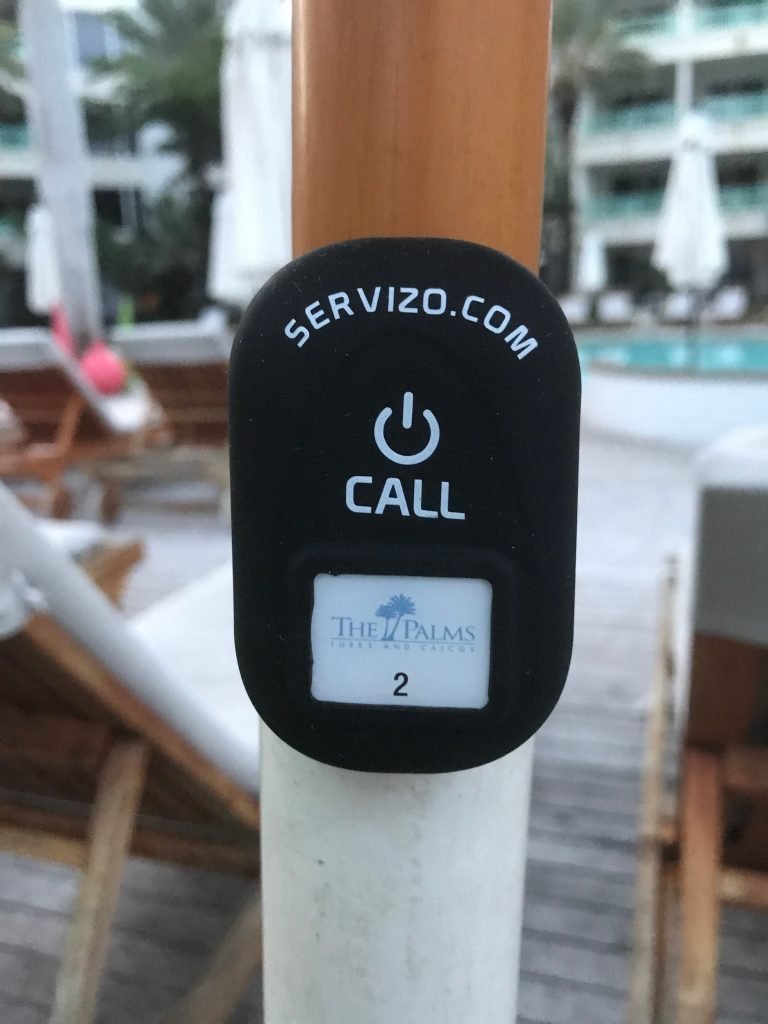 SERVIZO.COM
CALL
THE PALMS
TURKS AND CAICOS
2